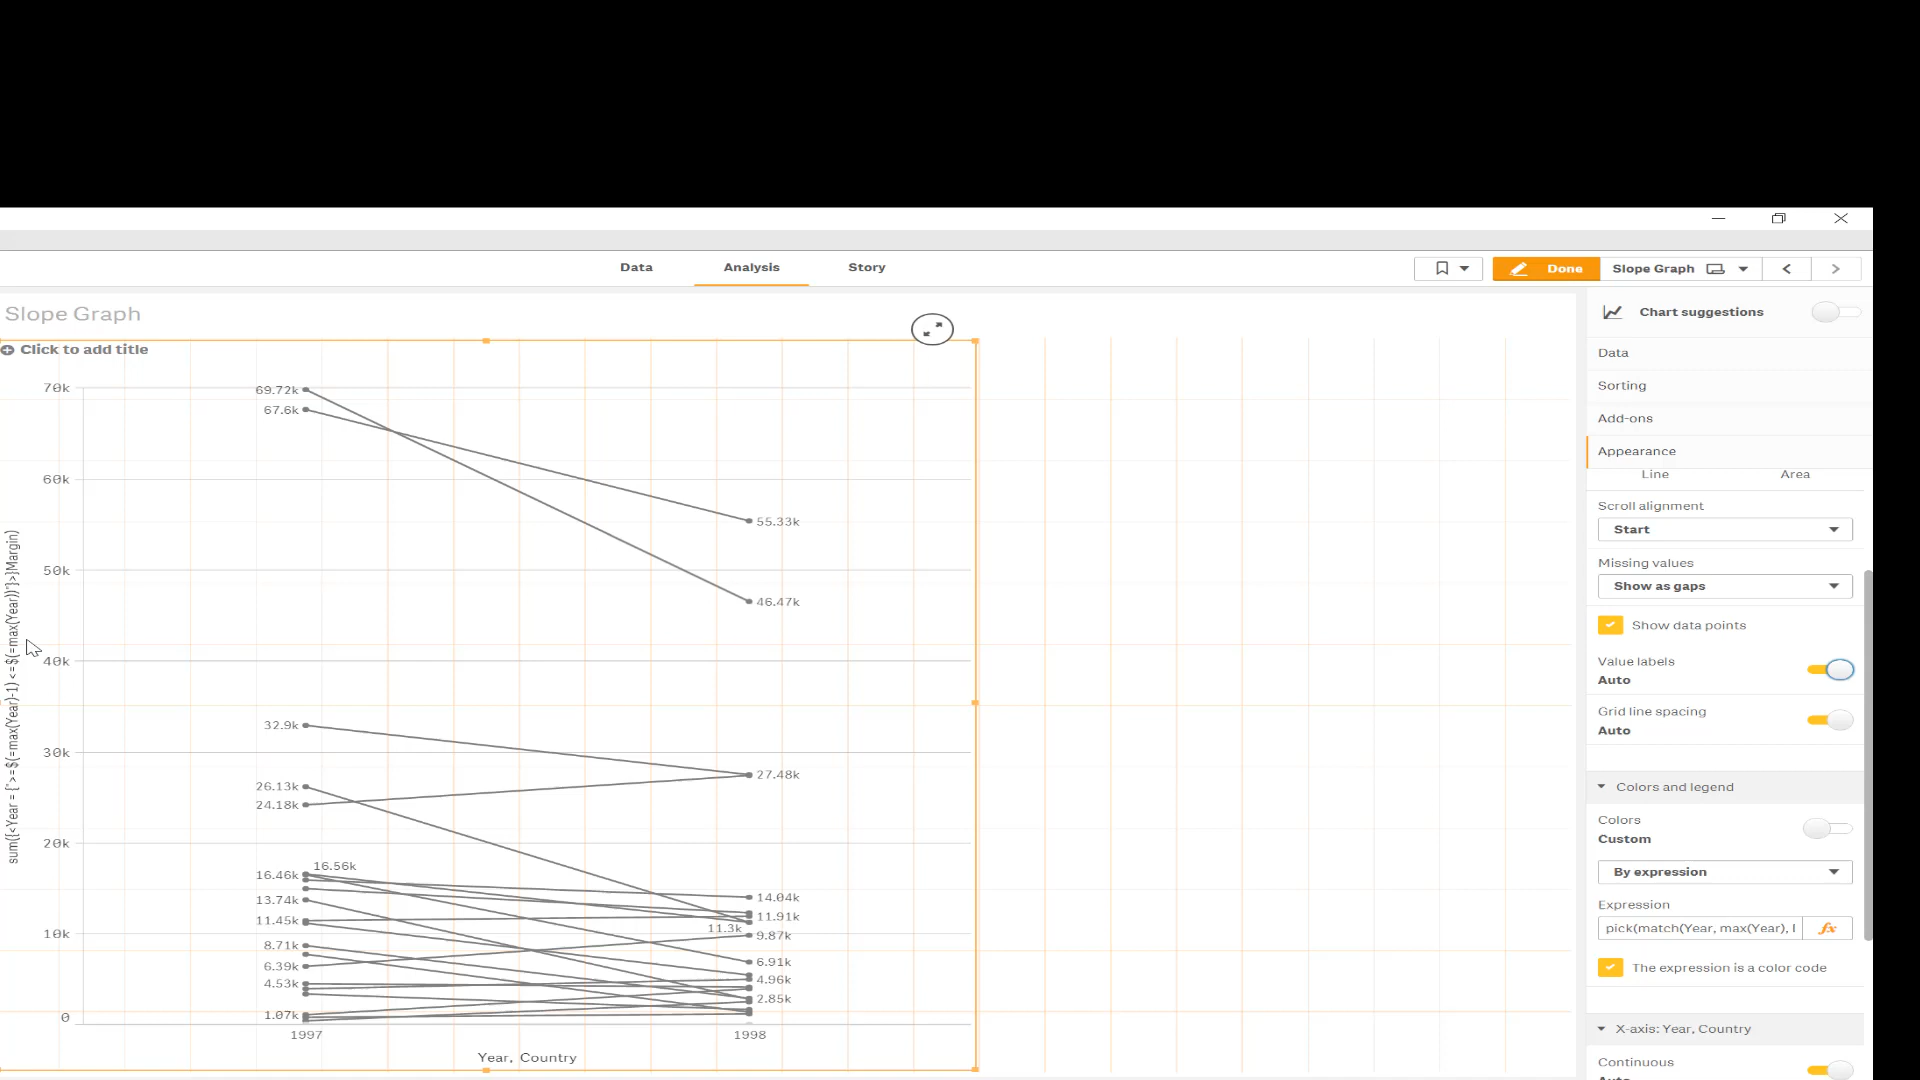 Data
Analysis
Story
Done
Slope Graph
Slope Graph
Click to add title
70k
60k
50k
40k
30k
20k
10k
0
sum({<Year = {">=$(=max(Year)-1) <=$(=max(Year))"}>}Margin)
69.72k
67.6k
55.33k
46.47k
32.9k
27.48k
26.13k
24.18k
16.56k
16.46k
13.74k
11.45k
8.71k
6.39k
4.53k
1.07k
14.04k
11.91k
11.3k
9.87k
6.91k
4.96k
2.85k
1997
1998
Year, Country
Chart suggestions
Data
Sorting
Add-ons
Appearance
Line
Area
Scroll alignment
Start
Missing values
Show as gaps
Show data points
Value labels
Auto
Grid line spacing
Auto
Colors and legend
Colors
Custom
By expression
Expression
pick(match(Year, max(Year),
fx
The expression is a color code
X-axis: Year, Country
Continuous